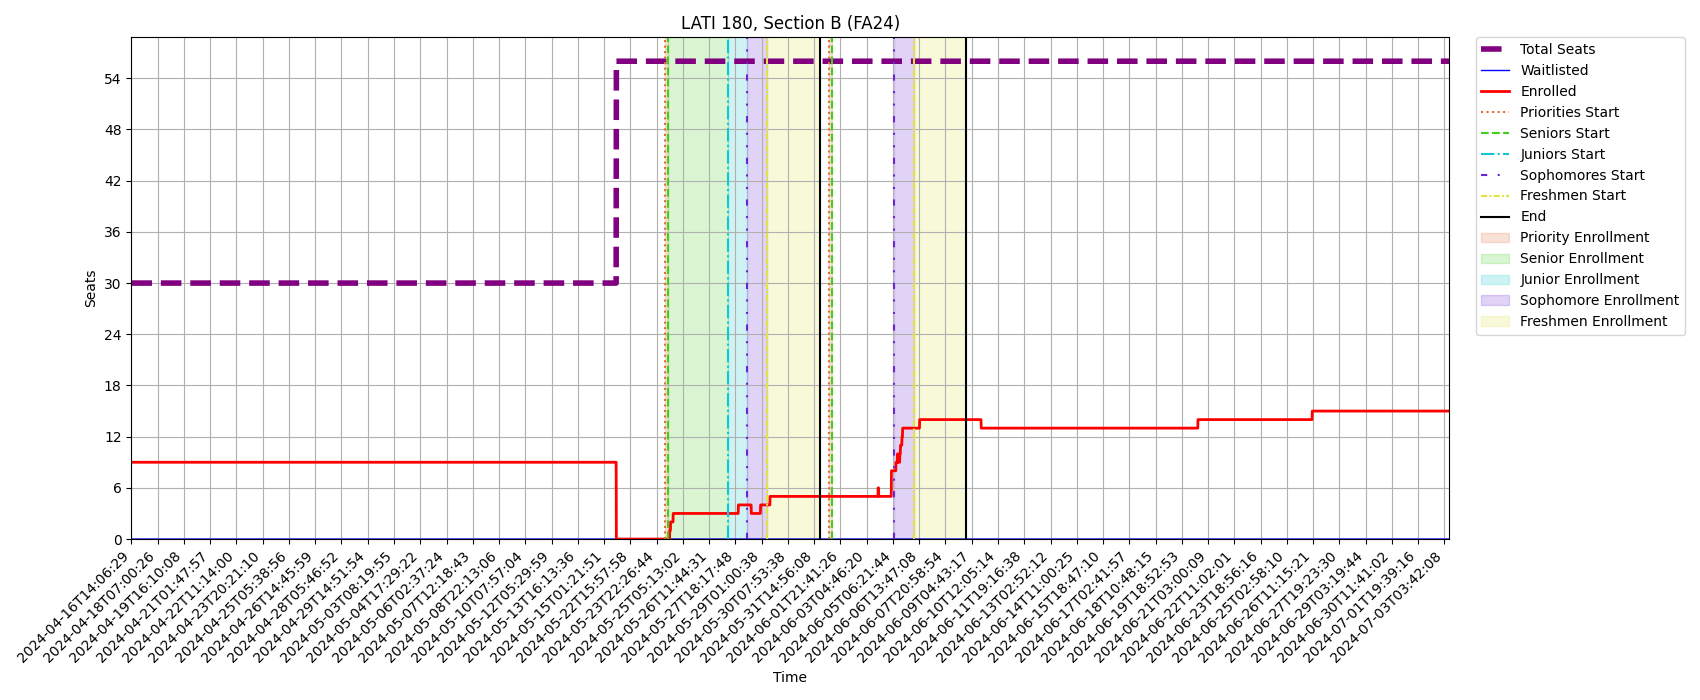 LATI 180, Section B (FA24)
Seats
54
48
42
36
30
24
18
12
6
0
2024-04-16T14:06:29
2024-04-18T07:00:26
2024-04-19T16:10:08
2024-04-21T01:47:57
2024-04-22T11:14:00
2024-04-23T20:21:10
2024-04-25T05:38:56
2024-04-26T14:45:59
2024-04-28T05:46:52
2024-04-29T14:51:54
2024-05-03T08:19:55
2024-05-04T17:29:22
2024-05-06T02:37:24
2024-05-07T12:18:43
2024-05-08T22:13:06
2024-05-10T07:57:04
2024-05-12T05:29:59
2024-05-13T16:13:36
2024-05-15T01:21:51
2024-05-22T15:57:58
2024-05-23T22:26:44
2024-05-25T05:13:02
2024-05-26T11:44:31
2024-05-27T18:17:48
2024-05-29T01:00:38
2024-05-30T07:53:38
2024-05-31T14:56:08
2024-06-01T21:41:26
2024-06-03T04:46:20
2024-06-05T06:21:44
2024-06-06T13:47:08
2024-06-07T20:58:54
2024-06-09T04:43:17
2024-06-10T12:05:14
2024-06-11T19:16:38
2024-06-13T02:52:12
2024-06-14T11:00:25
2024-06-15T18:47:10
2024-06-17T02:41:57
2024-06-18T10:48:15
2024-06-19T18:52:53
2024-06-21T03:00:09
2024-06-22T11:02:01
2024-06-23T18:56:16
2024-06-25T02:58:10
2024-06-26T11:15:21
2024-06-27T19:23:30
2024-06-29T03:19:44
2024-06-30T11:41:02
2024-07-01T19:39:16
2024-07-03T03:42:08
Time
Total Seats
Waitlisted
Enrolled
Priorities Start
Seniors Start
Juniors Start
Sophomores Start
Freshmen Start
End
Priority Enrollment
Senior Enrollment
Junior Enrollment
Sophomore Enrollment
Freshmen Enrollment